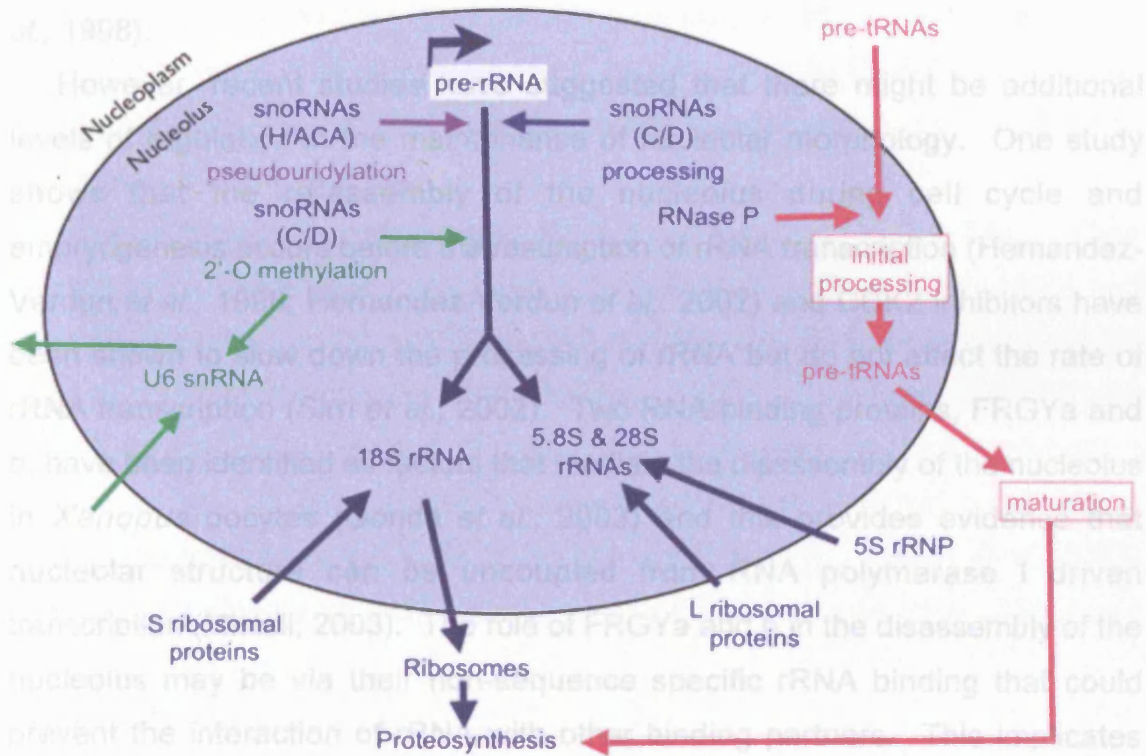 pre-tRNAs
Nucleoplasm
Nucleolus
pre-rRNA
snoRNAs
(H/ACA)
snoRNAs
(C/D)
pseudouridylation
processing
snoRNAs
(C/D)
RNase P
2'-O methylation
initial
processing
U6 snRNA
pre-tRNAs
18S rRNA
5.8S & 28S
rRNAs
maturation
5S rRNP
S ribosomal
proteins
L ribosomal
proteins
Ribosomes
Proteosynthesis
al., 1998).
However, recent studies have suggested that there might be additional
levels of regulation in the maintenance of nucleolar morphology. One study
shows that the re-assembly of the nucleolus during cell cycle and
embryogenesis occurs before the resumption of rRNA transcription (Hernandez-
Verdun et al., Hernandez-Verdun et al., 2002) and inhibitors have
been shown to slow down the processing of rRNA but do not affect the rate of
rRNA transcription (Sirri et al., 2002). Two RNA binding proteins, FRGYa and
b, have been identified as factors that the disassembly of the nucleolus
in Xenopus oocytes (Gonda et al., 2003) and this provides evidence that
nucleolar structure can be uncoupled from RNA polymerase I driven
transcription 2003). The role of FRGYa and b in the disassembly of the
nucleolus may be via their non-sequence specific rRNA binding that could
prevent the interaction of rRNA with other binding partners. This implicates